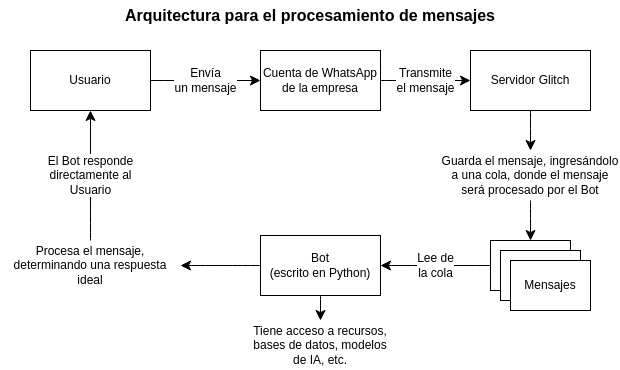 Arquitectura para el procesamiento de mensajes
Usuario
Envía
un mensaje
Cuenta de WhatsApp
de la empresa
Transmite
el mensaje
Servidor Glitch
El Bot responde
directamente al
Usuario
Guarda el mensaje, ingresándolo
a una cola, donde el mensaje
será procesado por el Bot
Procesa el mensaje,
determinando una respuesta
ideal
Bot
(escrito en Python)
Lee de
la cola
Mensajes
Tiene acceso a recursos,
bases de datos, modelos
de IA, etc.